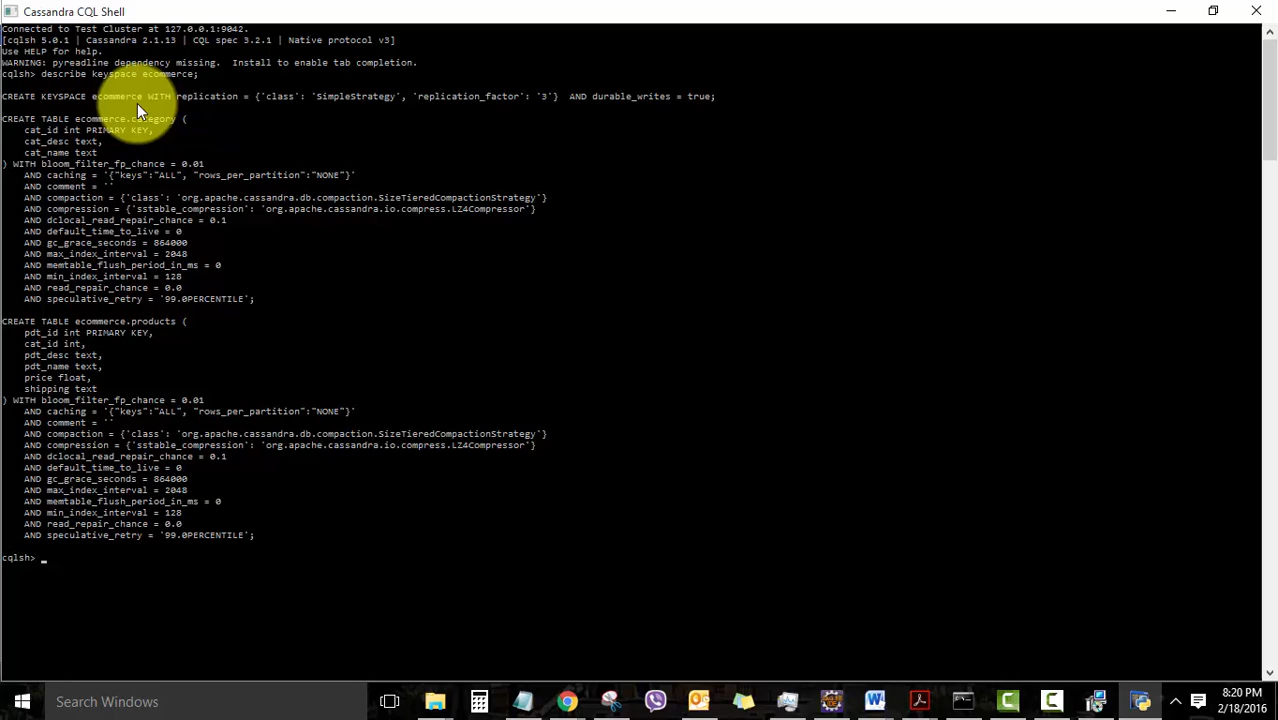 Cassandra CQL Shell
Connected to Test Cluster at 127.0.0.1:9042.
[cqlsh 5.0.1 | Cassandra 2.1.13 | CQL spec 3.2.1 | Native protocol v3]
Use HELP for help.
WARNING: pyreadline dependency missing.  Install to enable tab completion.
cqlsh> describe keyspace ecommerce;
CREATE KEYSPACE ecommerce WITH replication = {'class': 'SimpleStrategy', 'replication_factor': '3'}  AND durable_writes = true;
CREATE TABLE ecommerce.category (
    cat_id int PRIMARY KEY,
    cat_desc text,
    cat_name text
) WITH bloom_filter_fp_chance = 0.01
    AND caching = '{"keys":"ALL", "rows_per_partition":"NONE"}'
    AND comment = ''
    AND compaction = {'class': 'org.apache.cassandra.db.compaction.SizeTieredCompactionStrategy'}
    AND compression = {'sstable_compression': 'org.apache.cassandra.io.compress.LZ4Compressor'}
    AND dclocal_read_repair_chance = 0.1
    AND default_time_to_live = 0
    AND gc_grace_seconds = 864000
    AND max_index_interval = 2048
    AND memtable_flush_period_in_ms = 0
    AND min_index_interval = 128
    AND read_repair_chance = 0.0
    AND speculative_retry = '99.0PERCENTILE';
CREATE TABLE ecommerce.products (
    pdt_id int PRIMARY KEY,
    cat_id int,
    pdt_desc text,
    pdt_name text,
    price float,
    shipping text
) WITH bloom_filter_fp_chance = 0.01
    AND caching = '{"keys":"ALL", "rows_per_partition":"NONE"}'
    AND comment = ''
    AND compaction = {'class': 'org.apache.cassandra.db.compaction.SizeTieredCompactionStrategy'}
    AND compression = {'sstable_compression': 'org.apache.cassandra.io.compress.LZ4Compressor'}
    AND dclocal_read_repair_chance = 0.1
    AND default_time_to_live = 0
    AND gc_grace_seconds = 864000
    AND max_index_interval = 2048
    AND memtable_flush_period_in_ms = 0
    AND min_index_interval = 128
    AND read_repair_chance = 0.0
    AND speculative_retry = '99.0PERCENTILE';
cqlsh> _
Search Windows
8:20 PM
2/18/2016